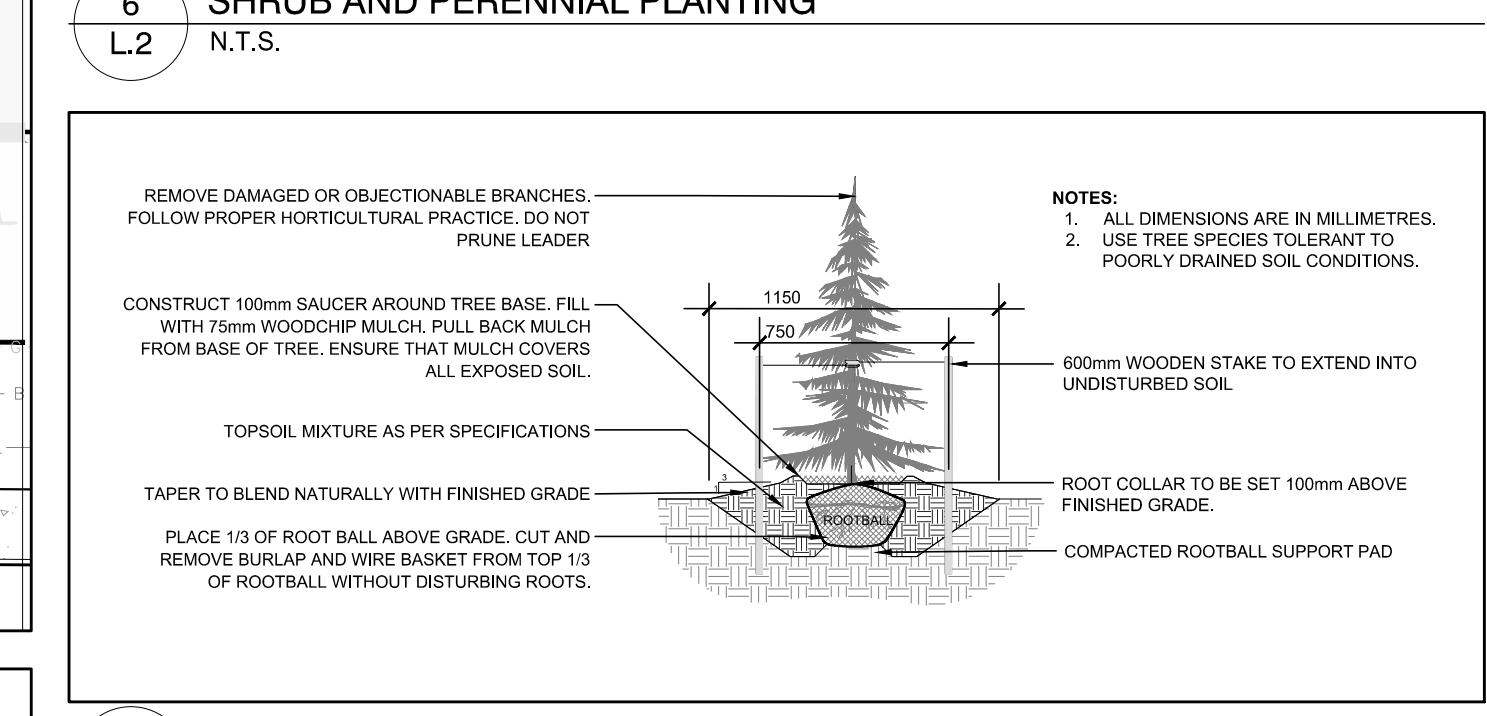 6
SHRUB AND PERENNIAL PLANTING
L.2
N.T.S.
REMOVE DAMAGED OR OBJECTIONABLE BRANCHES.
FOLLOW PROPER HORTICULTURAL PRACTICE. DO NOT
PRUNE LEADER
CONSTRUCT 100mm SAUCER AROUND TREE BASE. FILL
WITH 75mm WOODCHIP MULCH. PULL BACK MULCH
FROM BASE OF TREE. ENSURE THAT MULCH COVERS
ALL EXPOSED SOIL.
TOPSOIL MIXTURE AS PER SPECIFICATIONS
TAPER TO BLEND NATURALLY WITH FINISHED GRADE
PLACE 1/3 OF ROOT BALL ABOVE GRADE. CUT AND
REMOVE BURLAP AND WIRE BASKET FROM TOP 1/3
OF ROOTBALL WITHOUT DISTURBING ROOTS.
1150
750
3
1
ROOTBALL
NOTES:
1. ALL DIMENSIONS ARE IN MILLIMETRES.
2. USE TREE SPECIES TOLERANT TO
POORLY DRAINED SOIL CONDITIONS.
600mm WOODEN STAKE TO EXTEND INTO
UNDISTURBED SOIL
ROOT COLLAR TO BE SET 100mm ABOVE
FINISHED GRADE.
COMPACTED ROOTBALL SUPPORT PAD
G
B